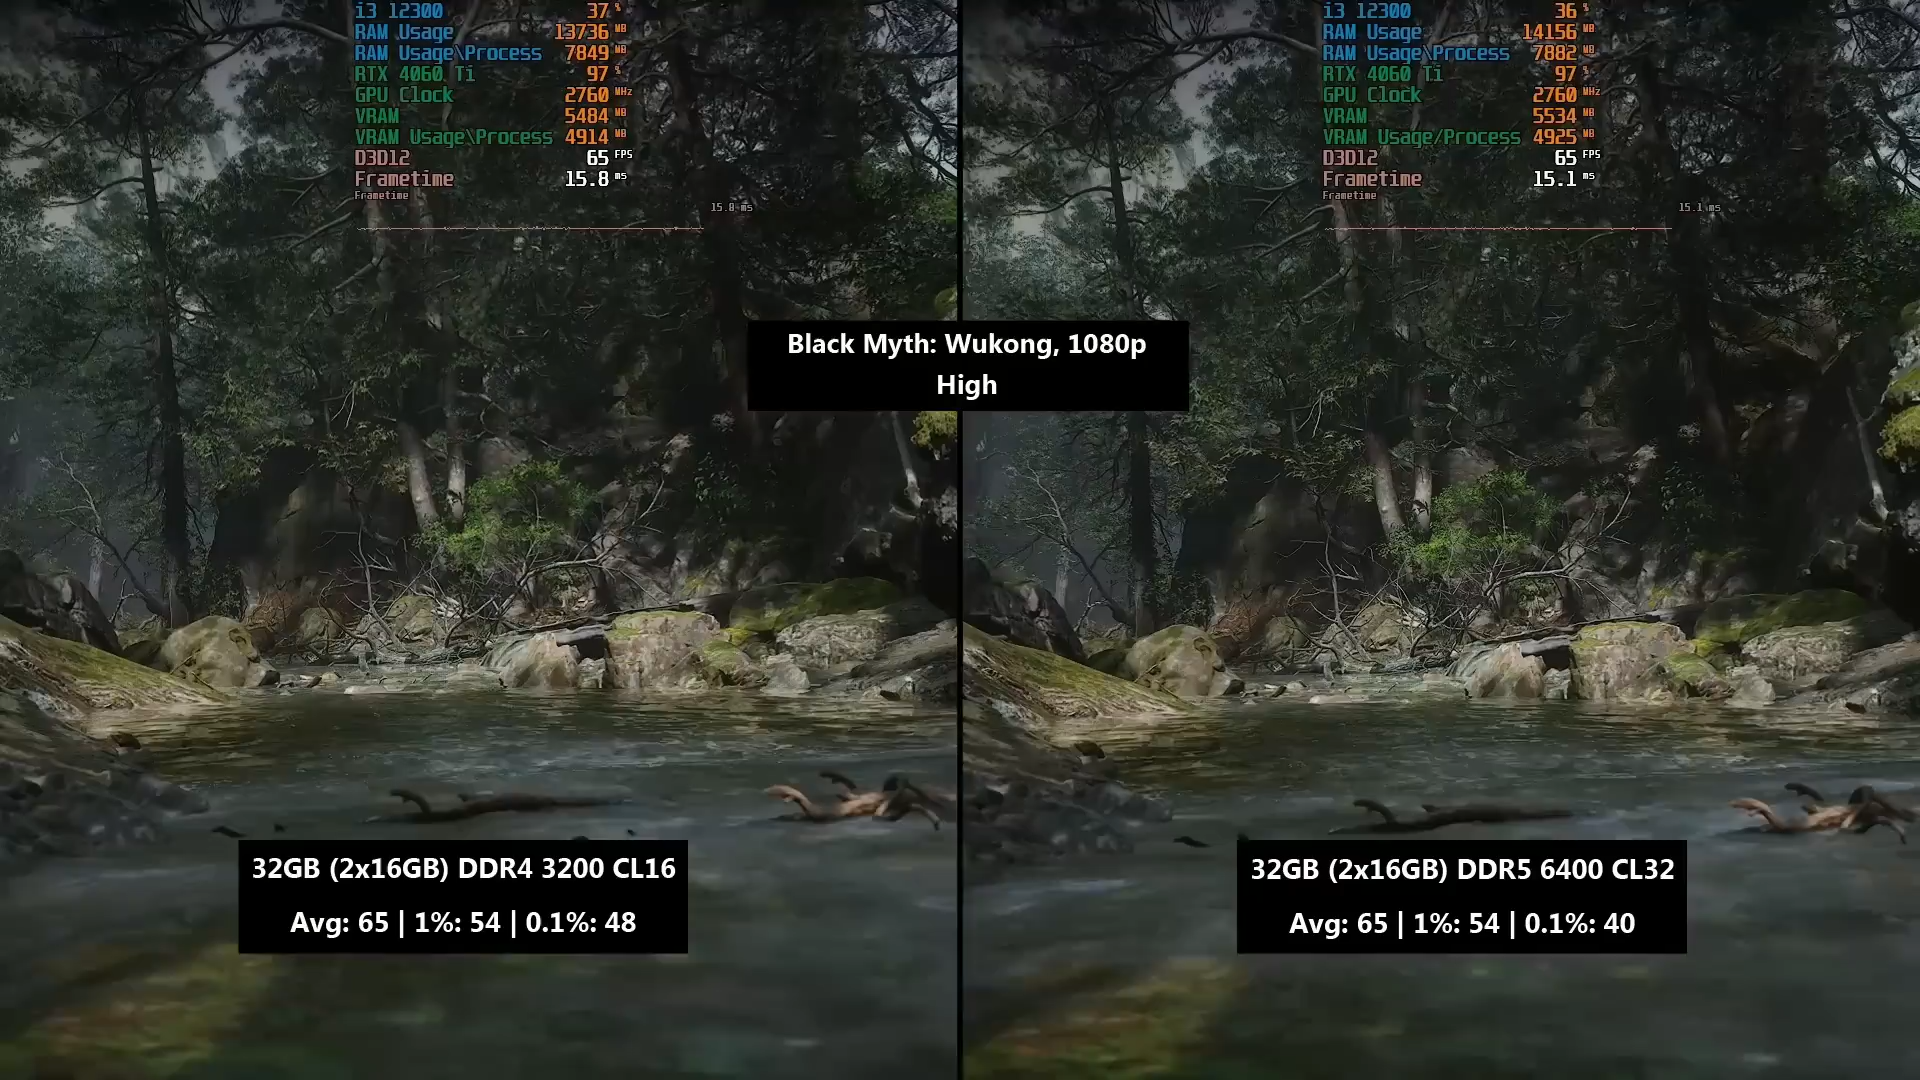 i3 12300 37 %
RAM Usage 13736 MB
RAM Usage\Process 7849 MB
RTX 4060 Ti 97 %
GPU Clock 2760 MHz
VRAM 5484 MB
VRAM Usage\Process 4914 MB
D3D12 65 FPS
Frametime 15.8 ms
Frametime
15.8 ms
i3 12300 36 %
RAM Usage 14156 MB
RAM Usage\Process 7882 MB
RTX 4060 Ti 97 %
GPU Clock 2760 MHz
VRAM 5534 MB
VRAM Usage/Process 4925 MB
D3D12 65 FPS
Frametime 15.1 ms
Frametime
15.1 ms
Black Myth: Wukong, 1080p
High
32GB (2x16GB) DDR4 3200 CL16
Avg: 65 | 1%: 54 | 0.1%: 48
32GB (2x16GB) DDR5 6400 CL32
Avg: 65 | 1%: 54 | 0.1%: 40